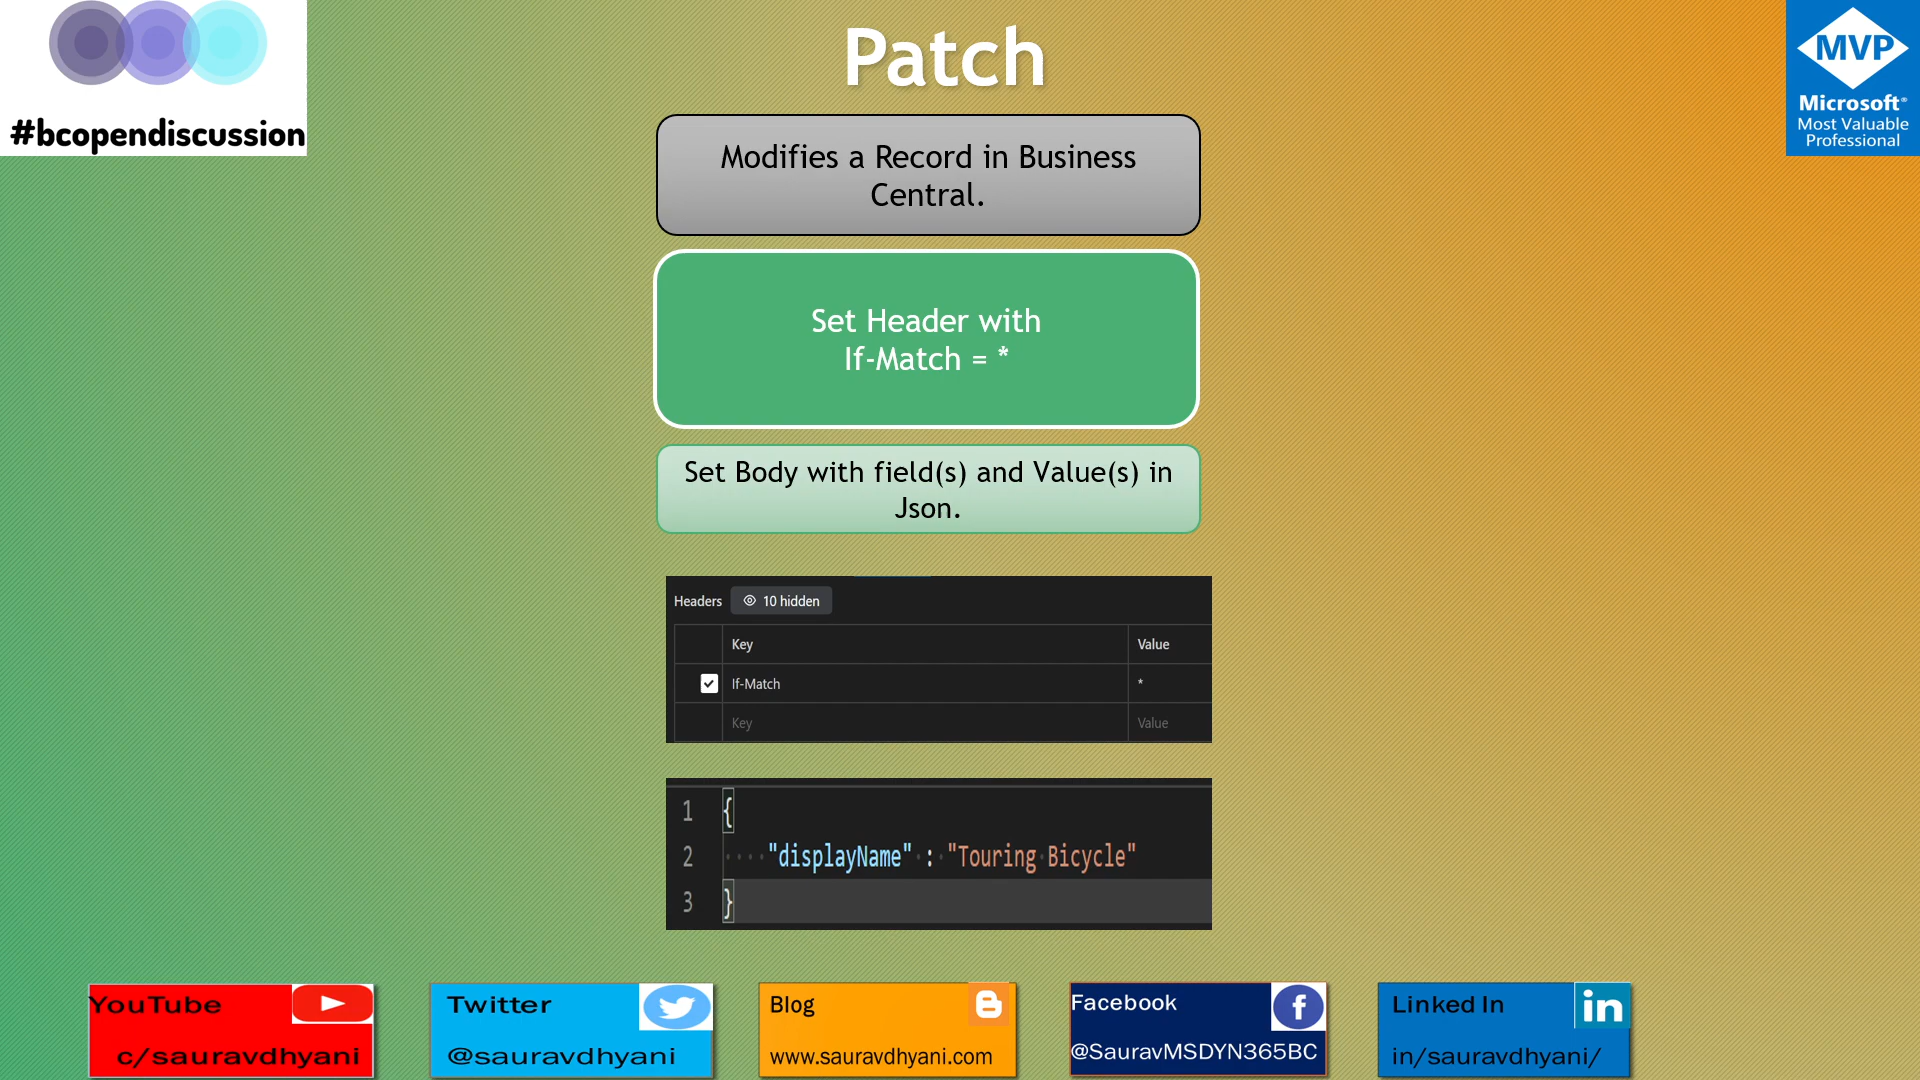 #bcopendiscussion
Patch
MVP
Microsoft®
Most Valuable
Professional
Modifies a Record in Business
Central.
Set Header with
If-Match = *
Set Body with field(s) and Value(s) in
Json.
Headers 10 hidden
Key Value
If-Match *
Key Value
1 {
2 "displayName" : "Touring Bicycle"
3 }
YouTube
c/sauravdhyani
Twitter
@sauravdhyani
Blog
www.sauravdhyani.com
Facebook
@SauravMSDYN365BC
Linked In
in/sauravdhyani/